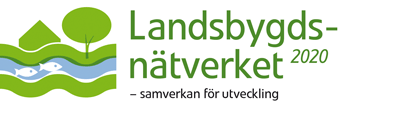 Landsbygds-
nätverket 2020
– samverkan för utveckling